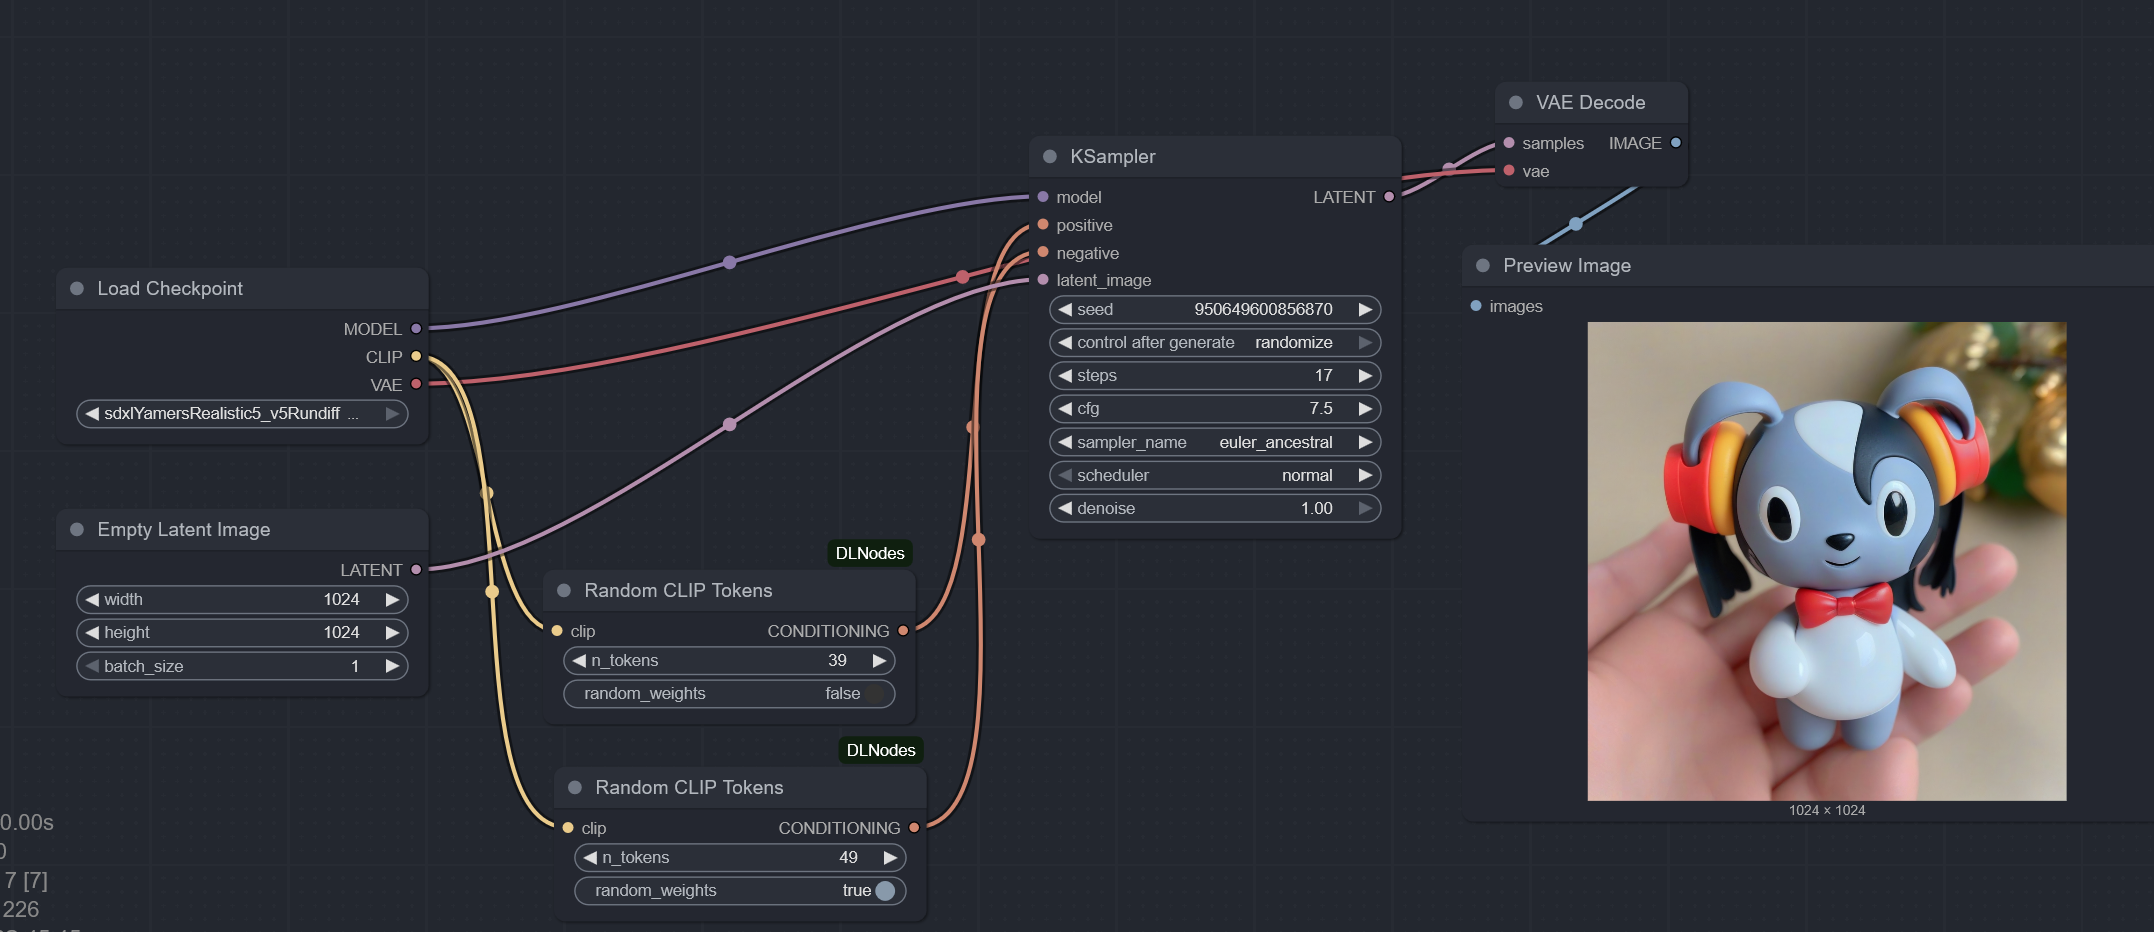 VAE Decode
samples IMAGE
vae
KSampler
model LATENT
positive
negative
latent_image
seed 950649600856870
control after generate randomize
steps 17
cfg 7.5
sampler_name euler_ancestral
scheduler normal
denoise 1.00
Preview Image
images
1024 × 1024
Load Checkpoint
MODEL
CLIP
VAE
sdxlYamersRealistic5_v5Rundiff ...
Empty Latent Image
LATENT
width 1024
height 1024
batch_size 1
DLNodes
Random CLIP Tokens
clip CONDITIONING
n_tokens 39
random_weights false
DLNodes
Random CLIP Tokens
clip CONDITIONING
n_tokens 49
random_weights true
0.00s
0
7 [7]
226